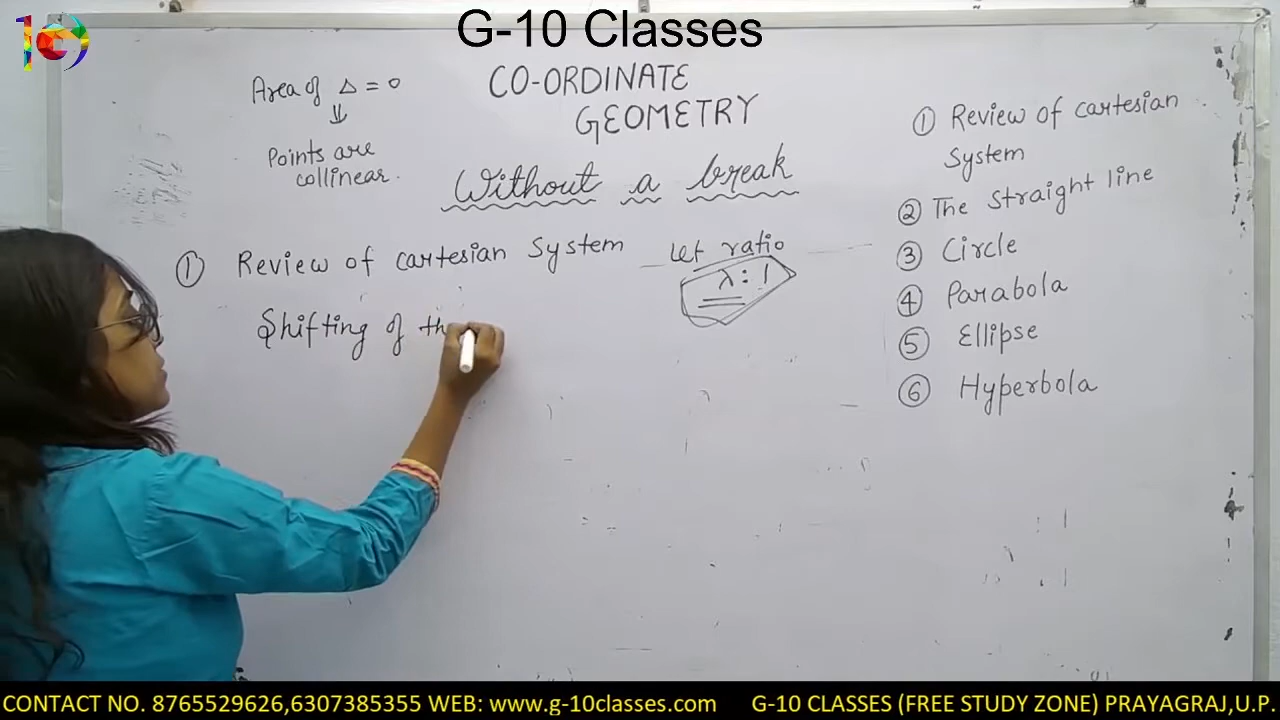 G-10 Classes
CO-ORDINATE
GEOMETRY
Without a break
Area of Δ = 0
⇓
Points are
collinear.
① Review of cartesian System
Let ratio
λ : 1
Shifting of th
① Review of cartesian
System
② The straight line
③ Circle
④ Parabola
⑤ Ellipse
⑥ Hyperbola
CONTACT NO. 8765529626,6307385355 WEB: www.g-10classes.com G-10 CLASSES (FREE STUDY ZONE) PRAYAGRAJ,U.P.